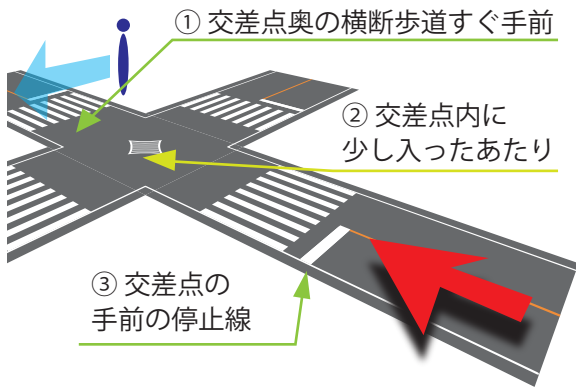 ① 交差点奥の横断歩道すぐ手前
② 交差点内に
少し入ったあたり
③ 交差点の
手前の停止線